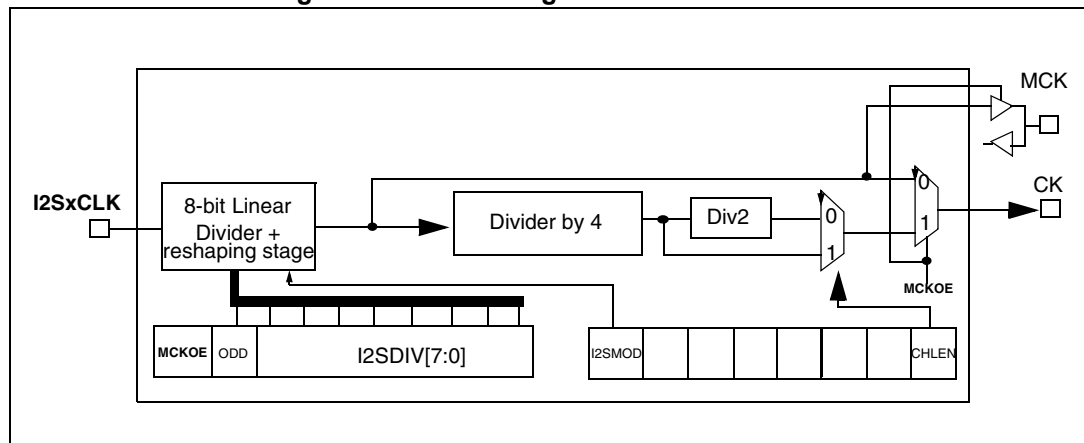 MCK
I2SxCLK
8-bit Linear
Divider +
reshaping stage
Divider by 4
Div2
0
1
0
1
CK
MCKOE
MCKOE
ODD
I2SDIV[7:0]
I2SMOD
CHLEN